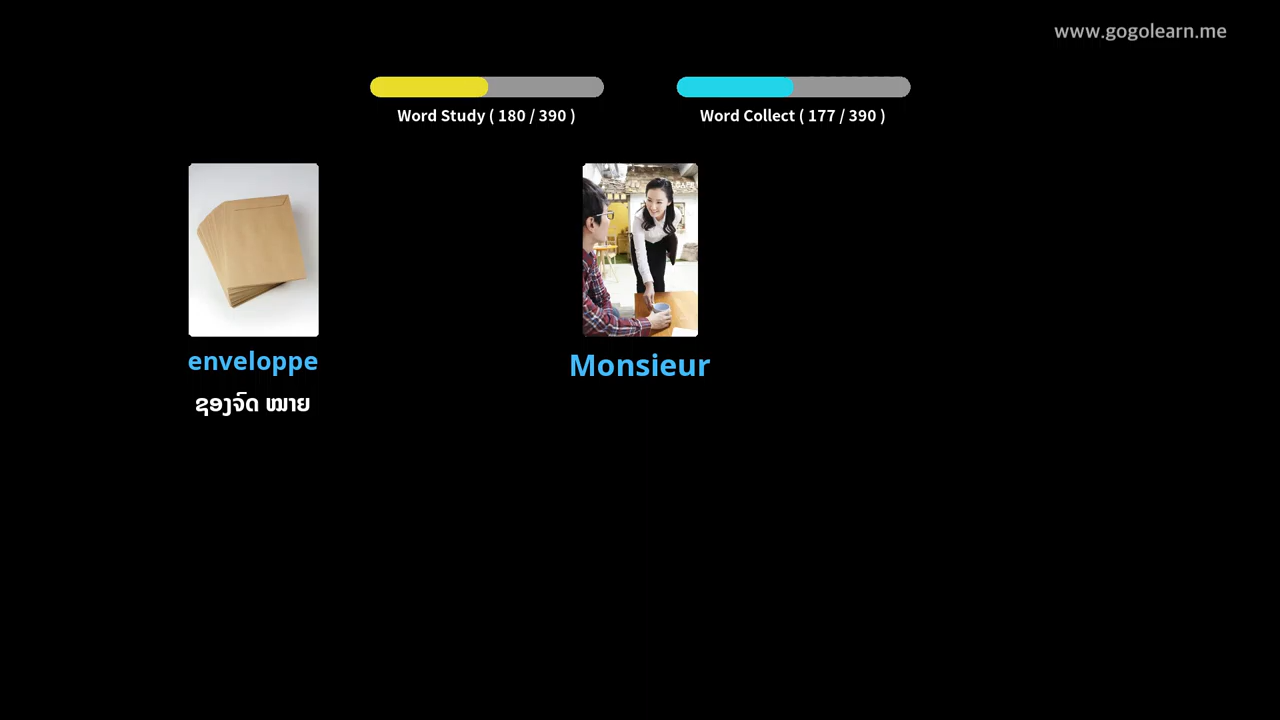 www.gogolearn.me
Word Study ( 180 / 390 )
Word Collect ( 177 / 390 )
enveloppe
ຊອງຈົດ ໝາຍ
Monsieur